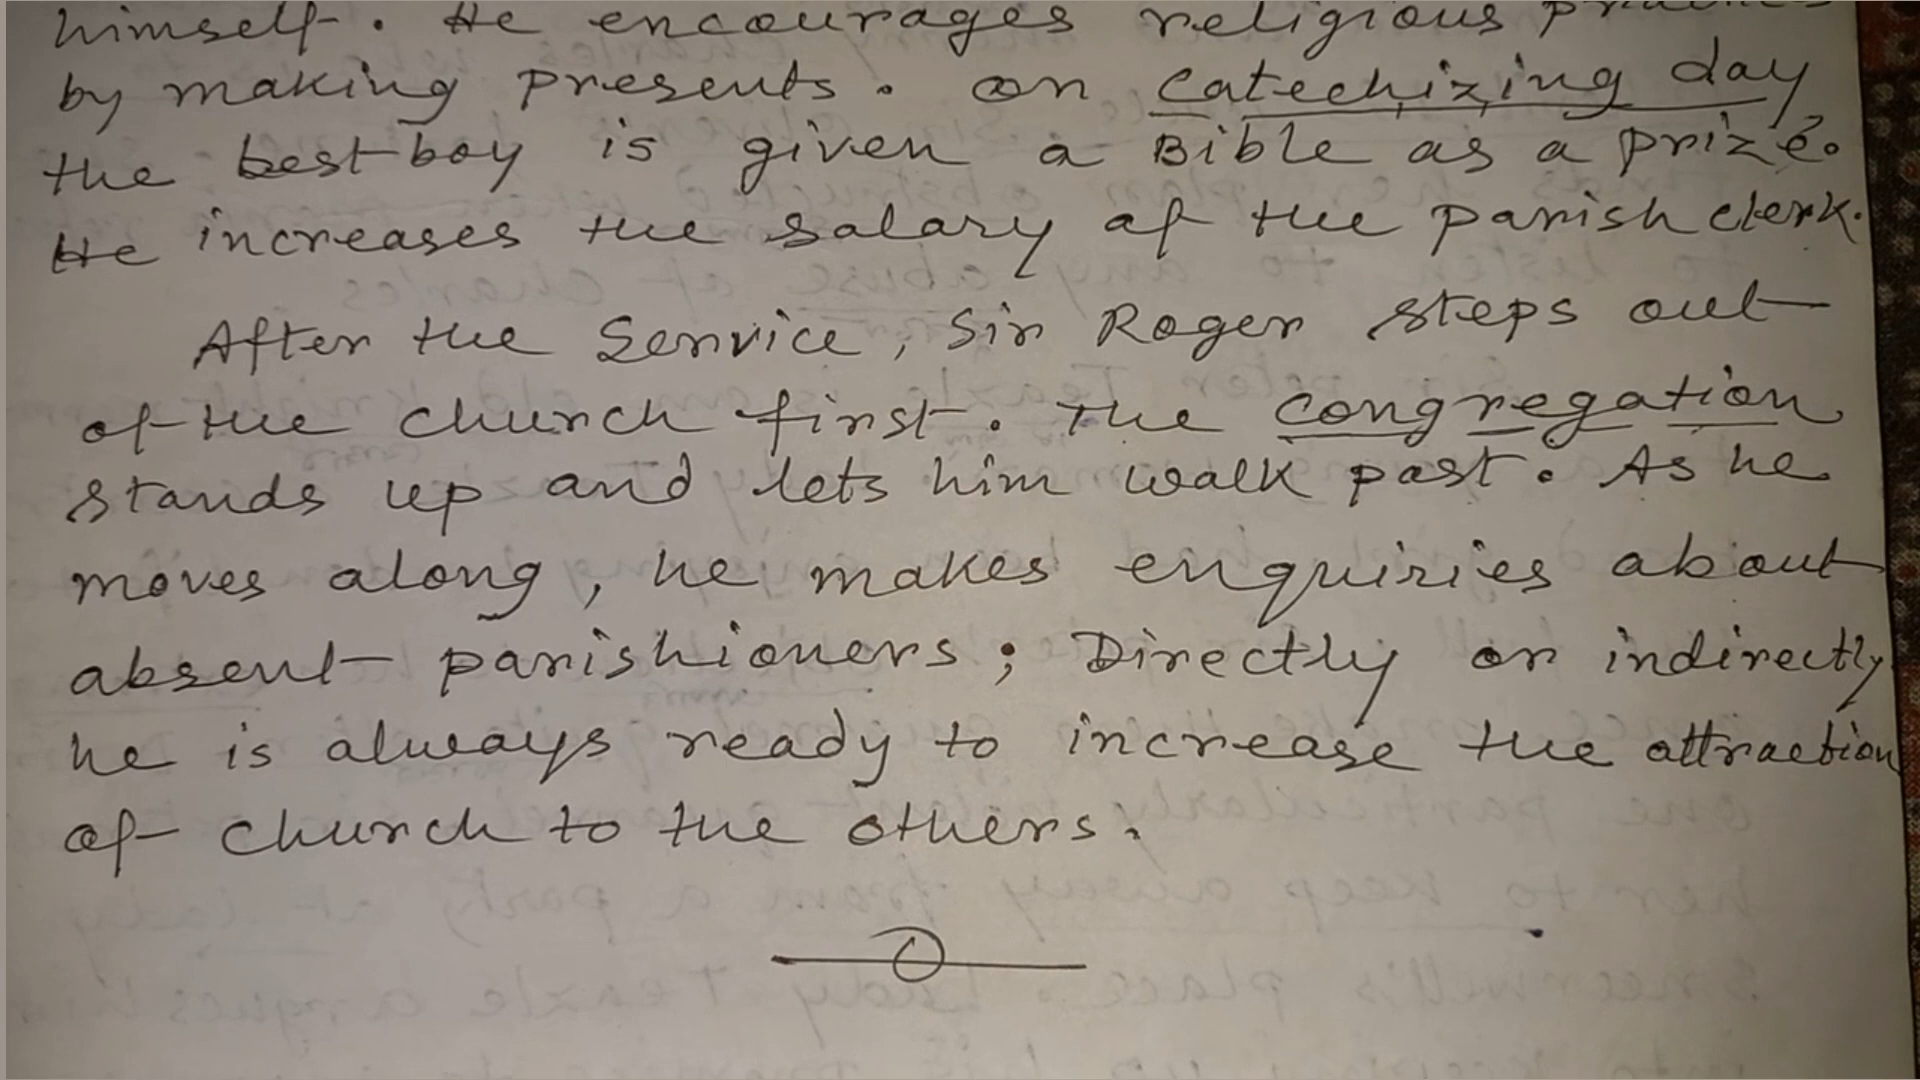 himself. He encourages religious
by making presents. on catechizing day
the best boy is given a Bible as a prize.
He increases the salary of the parish clerk.
After the Service, Sir Roger steps out
of the church first. The congregation
stands up and lets him walk past. As he
moves along, he makes enquiries about
absent parishioners; Directly or indirectly
he is always ready to increase the attraction
of church to the others.